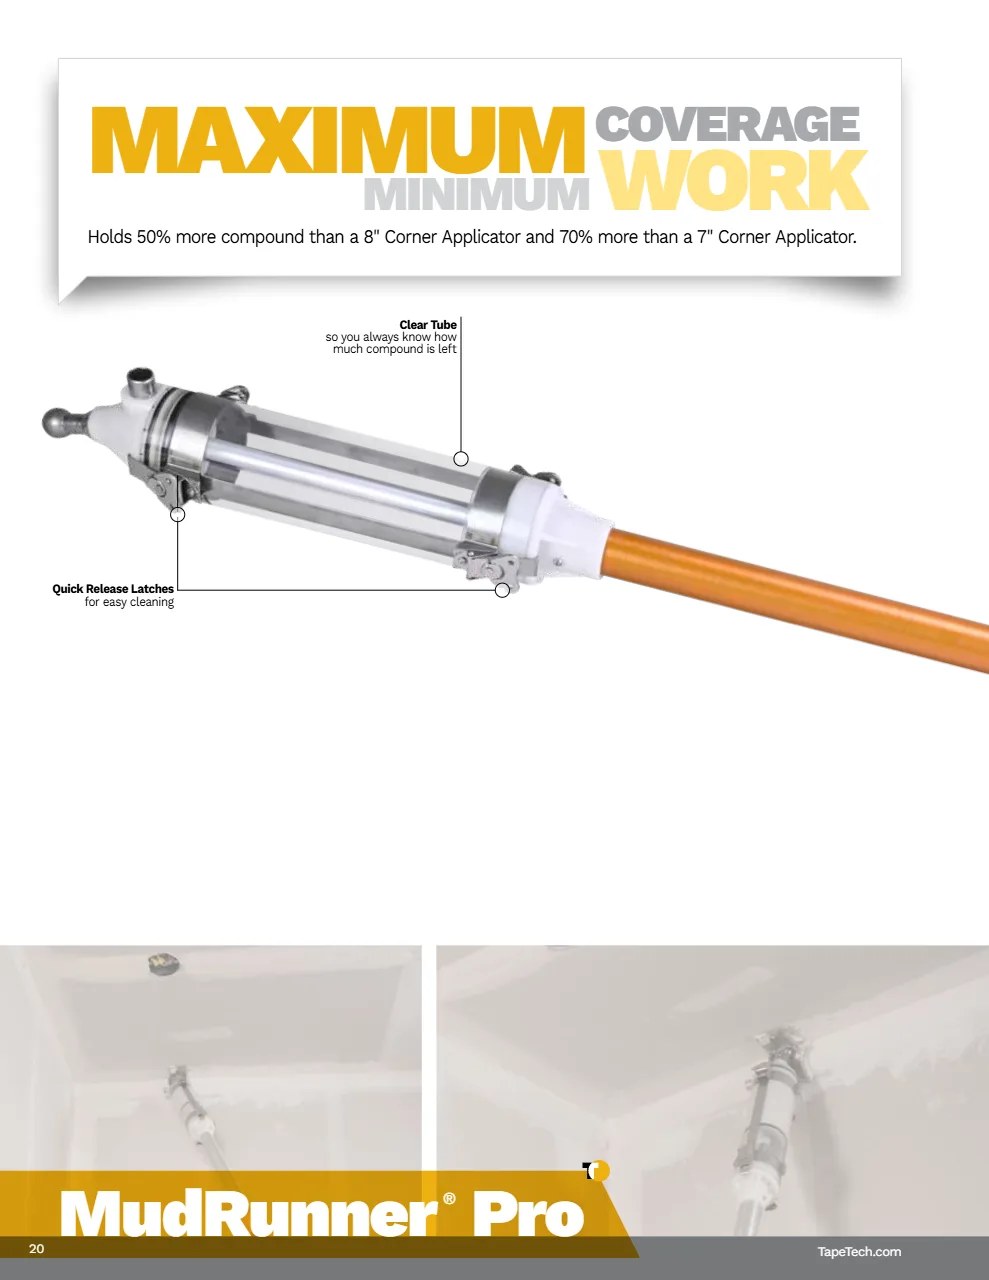 MAXIMUM COVERAGE
MINIMUM WORK
Holds 50% more compound than a 8" Corner Applicator and 70% more than a 7" Corner Applicator.
Clear Tube
so you always know how
much compound is left
Quick Release Latches
for easy cleaning
MudRunner® Pro
20
TapeTech.com